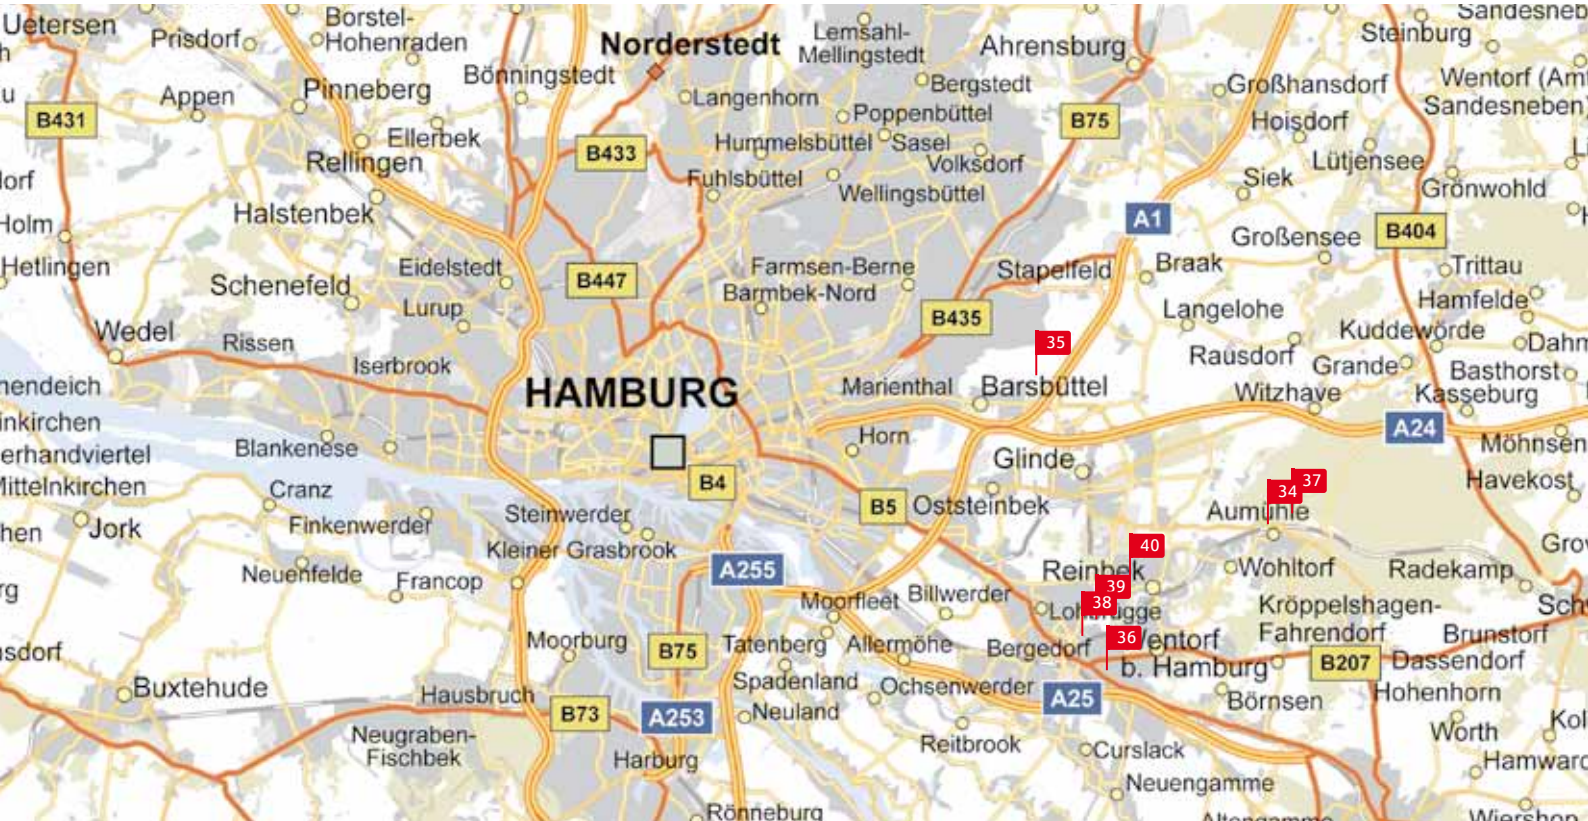 Uetersen
Prisdorf
Borstel-
Hohenraden
Norderstedt
Lemsahl-
Mellingstedt
Ahrensburg
Steinburg
Bönningstedt
Pinneberg
Appen
Langenhorn
Bergstedt
Großhansdorf
Wentorf (Amt
Sandesneben)
B431
Ellerbek
Rellingen
B433
Poppenbüttel
Hummelsbüttel
Sasel
Volksdorf
B75
Hoisdorf
Lütjensee
Fuhlsbüttel
Wellingsbüttel
Siek
Grönwohld
Halstenbek
Holm
A1
Großensee
B404
Hetlingen
Schenefeld
Eidelstedt
Lurup
B447
Farmsen-Berne
Barmbek-Nord
Stapelfeld
Braak
Trittau
Hamfelde
B435
Langelohe
Kuddewörde
Wedel
Rissen
Iserbrook
35
Rausdorf
Grande
Basthorst
HAMBURG
Marienthal
Barsbüttel
Witzhave
Kasseburg
A24
Blankenese
Horn
Glinde
Havekost
Cranz
Jork
Finkenwerder
Steinwerder
B4
B5
Oststeinbek
37
34
Aumühle
Kleiner Grasbrook
40
Neuenfelde
Francop
A255
Reinbek
Wohltorf
Radekamp
39
38
Moorfleet
Billwerder
Kröppelshagen-
Fahrendorf
Brunstorf
36
Moorburg
B75
Tatenberg
Allermöhe
Bergedorf
b. Hamburg
B207
Dassendorf
Buxtehude
Hausbruch
Spadenland
Ochsenwerder
A25
Börnsen
Hohenhorn
B73
A253
Neuland
Worth
Neugraben-
Fischbek
Harburg
Reitbrook
Curslack
Neuengamme
Rönneburg